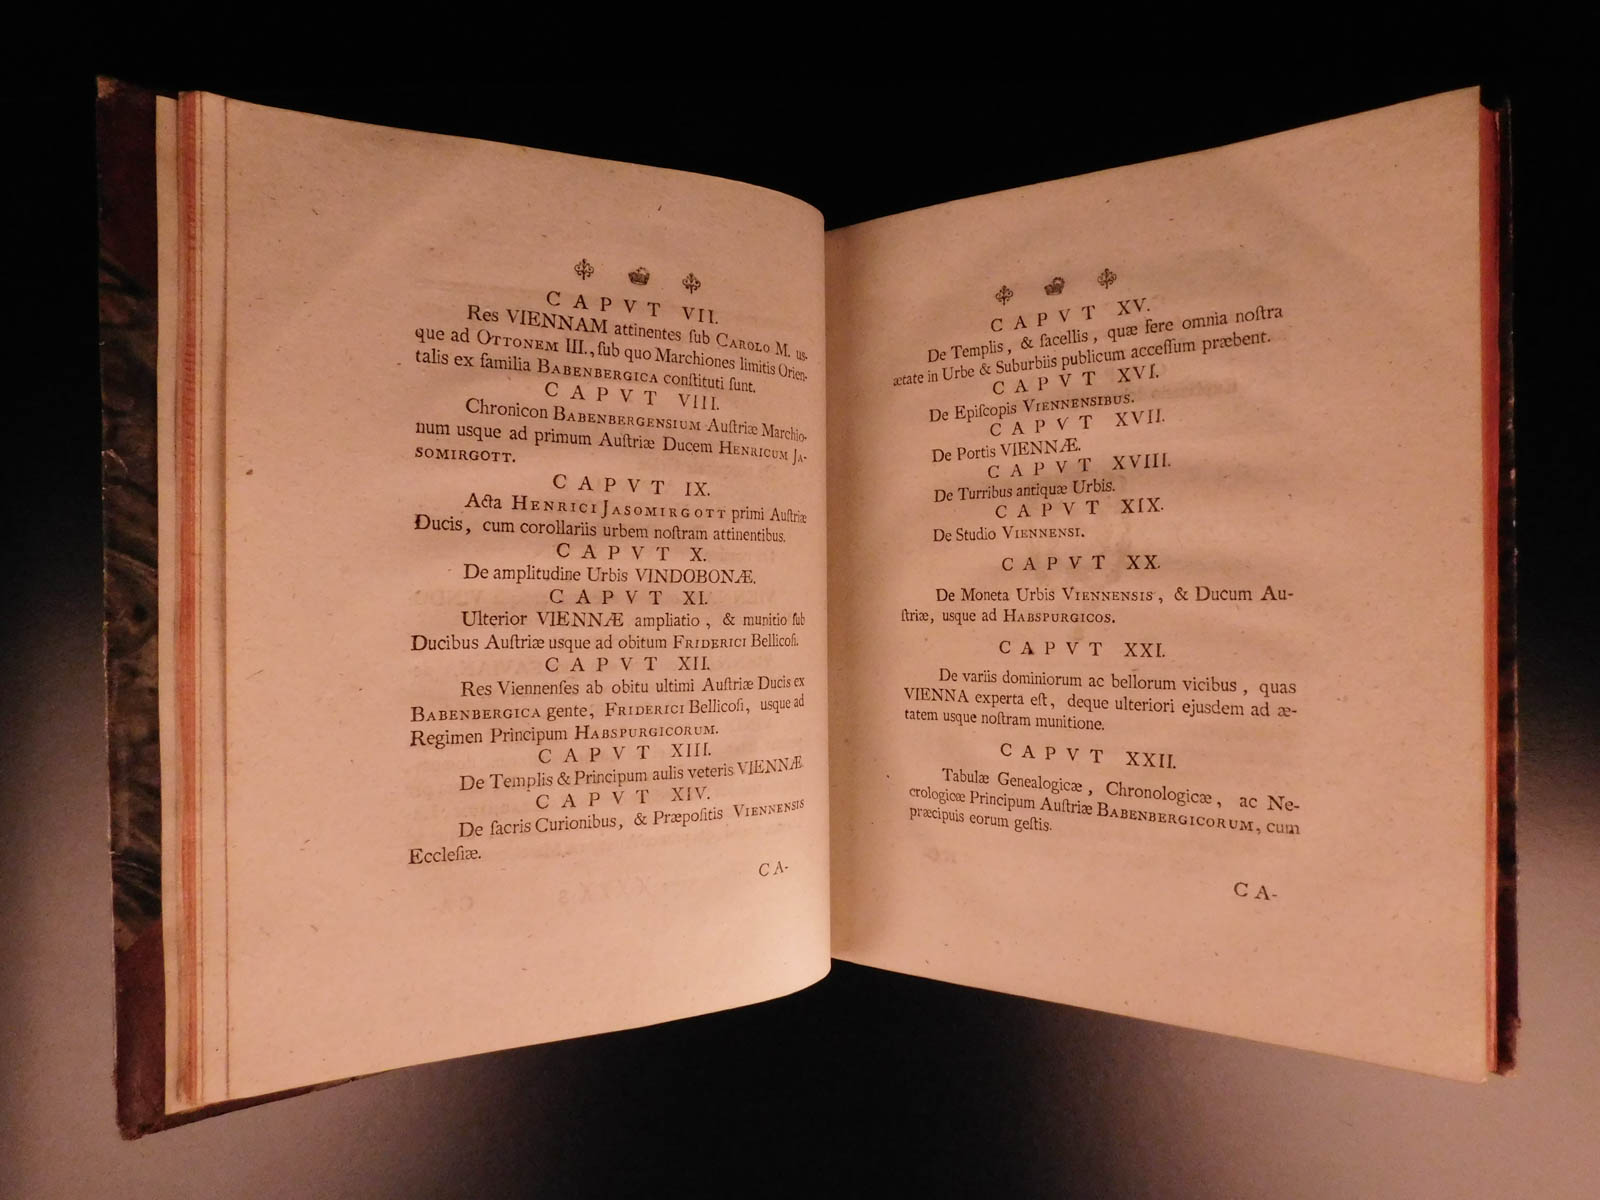 CAPVT VII.
Res VIENNAM attinentes ſub CAROLO M. us-
que ad OTTONEM III., ſub quo Marchiones limitis Orien-
talis ex familia BABENBERGICA conſtituti ſunt.
CAPVT VIII.
Chronicon BABENBERGENSIUM Auſtriæ Marchio-
num usque ad primum Auſtriæ Ducem HENRICUM JA-
SOMIRGOTT.
CAPVT IX.
Acta HENRICI JASOMIRGOTT primi Auſtriæ
Ducis, cum corollariis urbem noſtram attinentibus.
CAPVT X.
De amplitudine Urbis VINDOBONÆ.
CAPVT XI.
Ulterior VIENNÆ ampliatio, & munitio ſub
Ducibus Auſtriæ usque ad obitum FRIDERICI Bellicoſi.
CAPVT XII.
Res Viennenſes ab obitu ultimi Auſtriæ Ducis ex
BABENBERGICA gente, FRIDERICI Bellicoſi, usque ad
Regimen Principum HABSPURGICORUM.
CAPVT XIII.
De Templis & Principum aulis veteris VIENNÆ
CAPVT XIV.
De ſacris Curionibus, & Præpoſitis VIENNENSIS
Eccleſiæ.
CA-
CAPVT XV.
De Templis, & ſacellis, quæ fere omnia noſtra
ætate in Urbe & Suburbiis publicum acceſſum præbent.
CAPVT XVI.
De Epiſcopis VIENNENSIBUS.
CAPVT XVII.
De Portis VIENNÆ.
CAPVT XVIII.
De Turribus antiquæ Urbis.
CAPVT XIX.
De Studio VIENNENSI.
CAPVT XX.
De Moneta Urbis VIENNENSIS, & Ducum Au-
ſtriæ, usque ad HABSPURGICOS.
CAPVT XXI.
De variis dominiorum ac bellorum vicibus, quas
VIENNA experta eſt, deque ulteriori ejusdem ad æ-
tatem usque noſtram munitione.
CAPVT XXII.
Tabulæ Genealogicæ, Chronologicæ, ac Ne-
crologicæ Principum Auſtriæ BABENBERGICORUM, cum
præcipuis eorum geſtis.
CA-